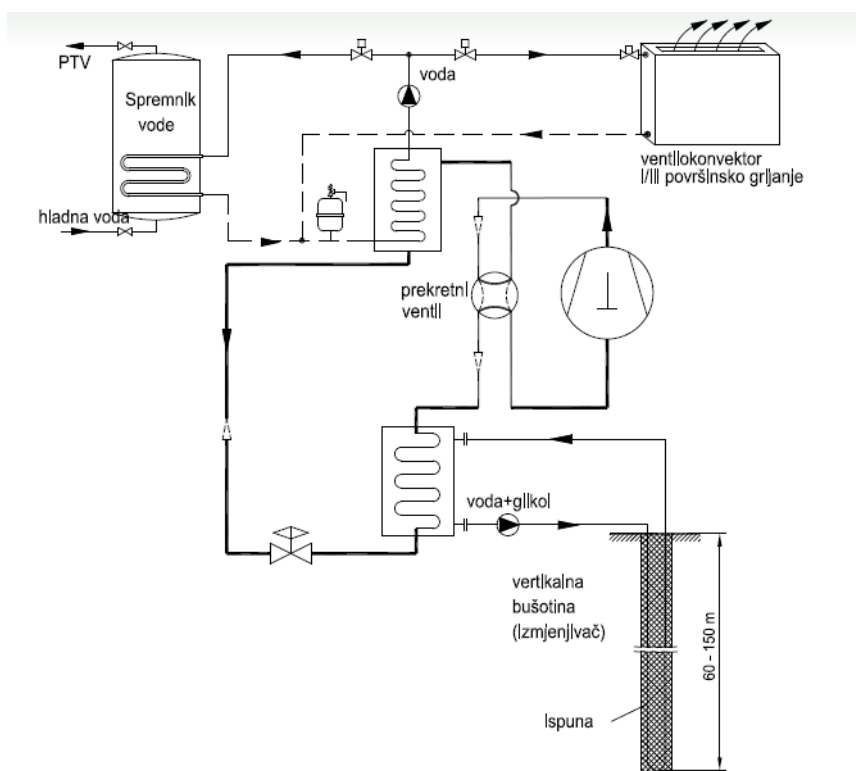 PTV
Spremnik
vode
hladna voda
voda
ventilokonvektor
i/ili površinsko grijanje
prekretni
ventil
voda+glikol
vertikalna
bušotina
(izmjenjivač)
60 - 150 m
Ispuna